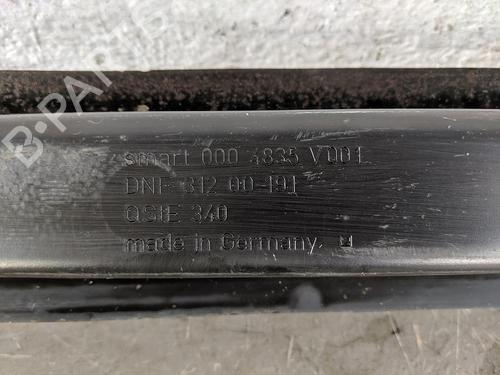 B-PARTS
smart 000 4835 V001
DNF 312 00-191
QSIE 340
made in Germany.